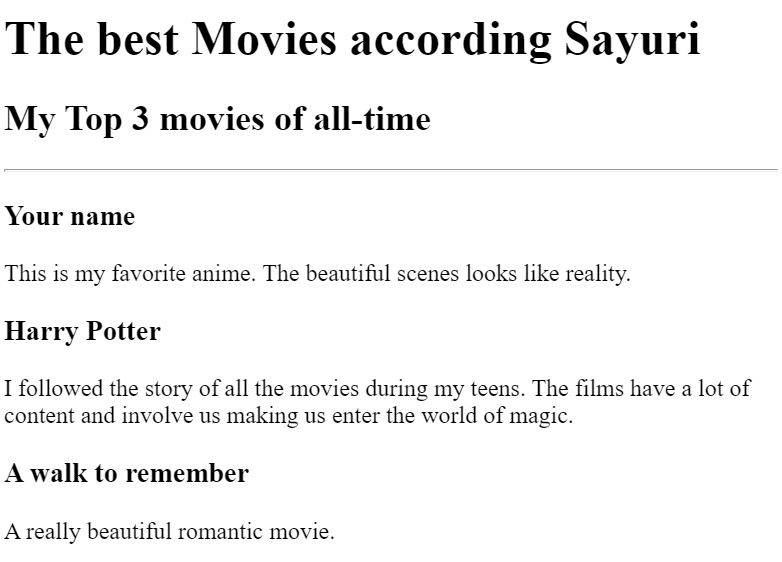 The best Movies according Sayuri
My Top 3 movies of all-time
Your name
This is my favorite anime. The beautiful scenes looks like reality.
Harry Potter
I followed the story of all the movies during my teens. The films have a lot of
content and involve us making us enter the world of magic.
A walk to remember
A really beautiful romantic movie.